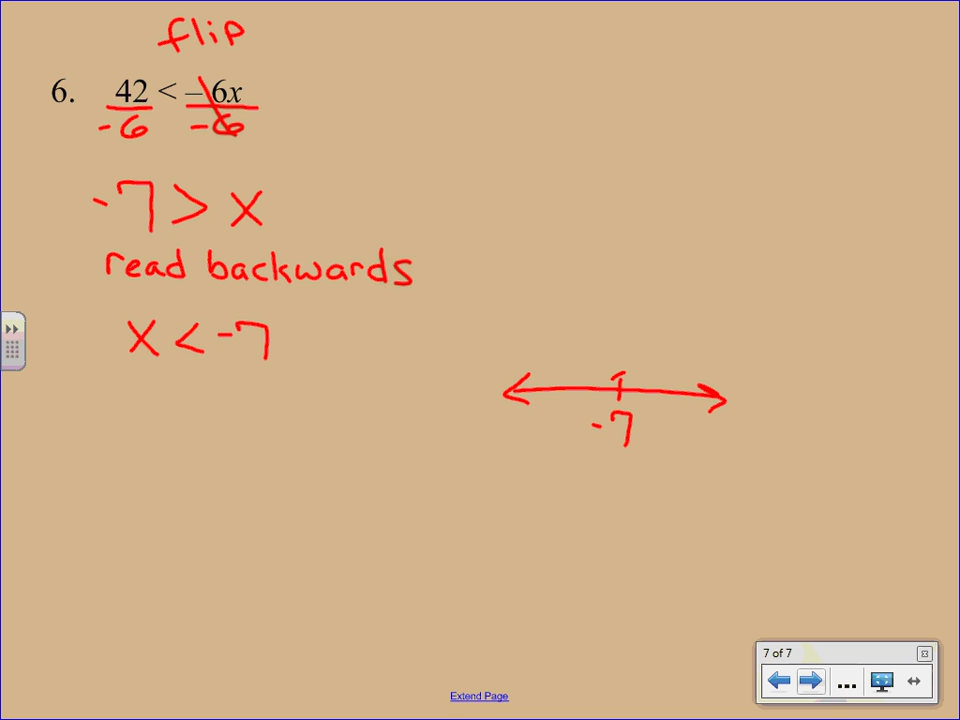 flip
6. 42 < – 6x
-6 -6
-7 > x
read backwards
x < -7
-7
7 of 7
...
Extend Page